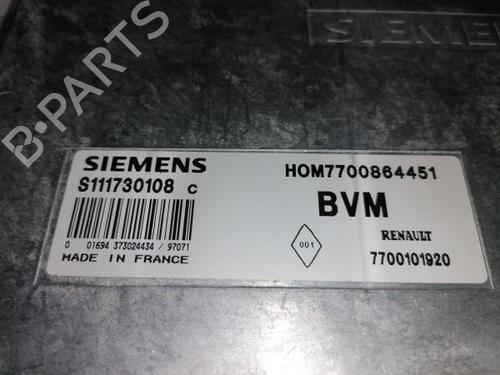 SIEMENS
B·PARTS
SIEMENS
S111730108 C
0 01694 373024434 / 97071
MADE IN FRANCE
HOM7700864451
BVM
001
RENAULT
7700101920